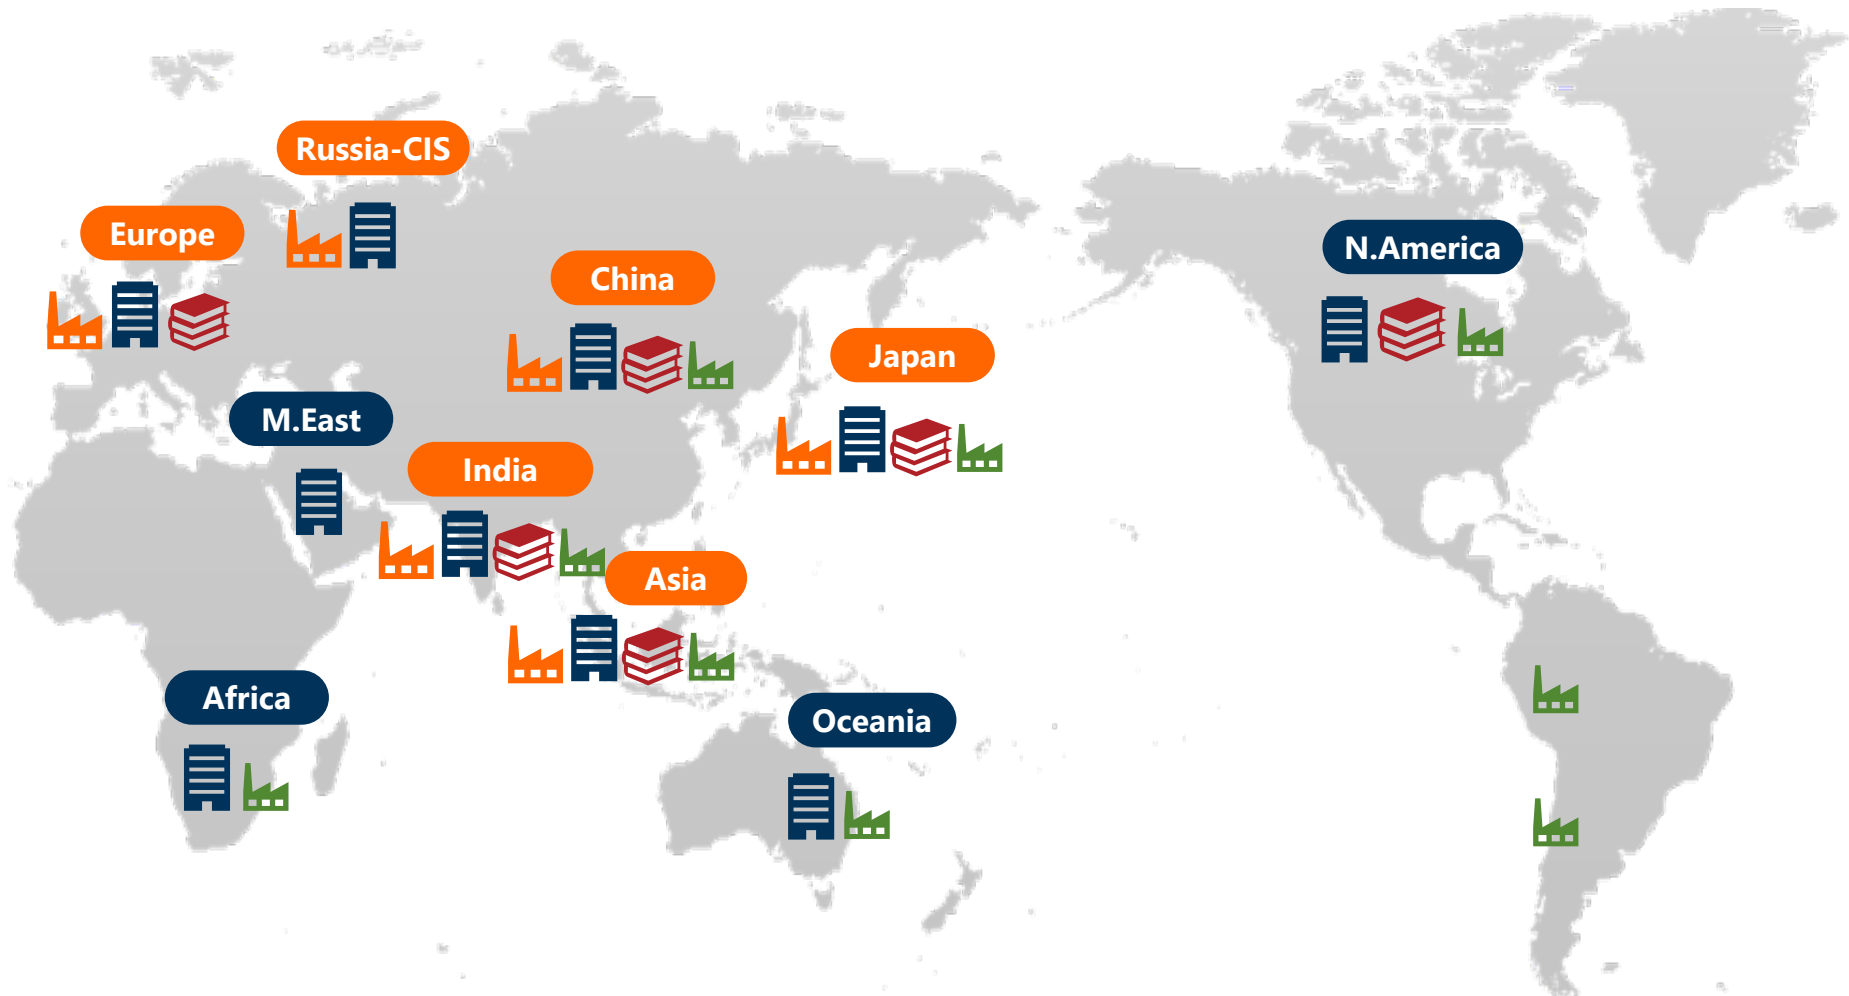 Russia-CIS
Europe
N.America
China
Japan
M.East
India
Asia
Africa
Oceania